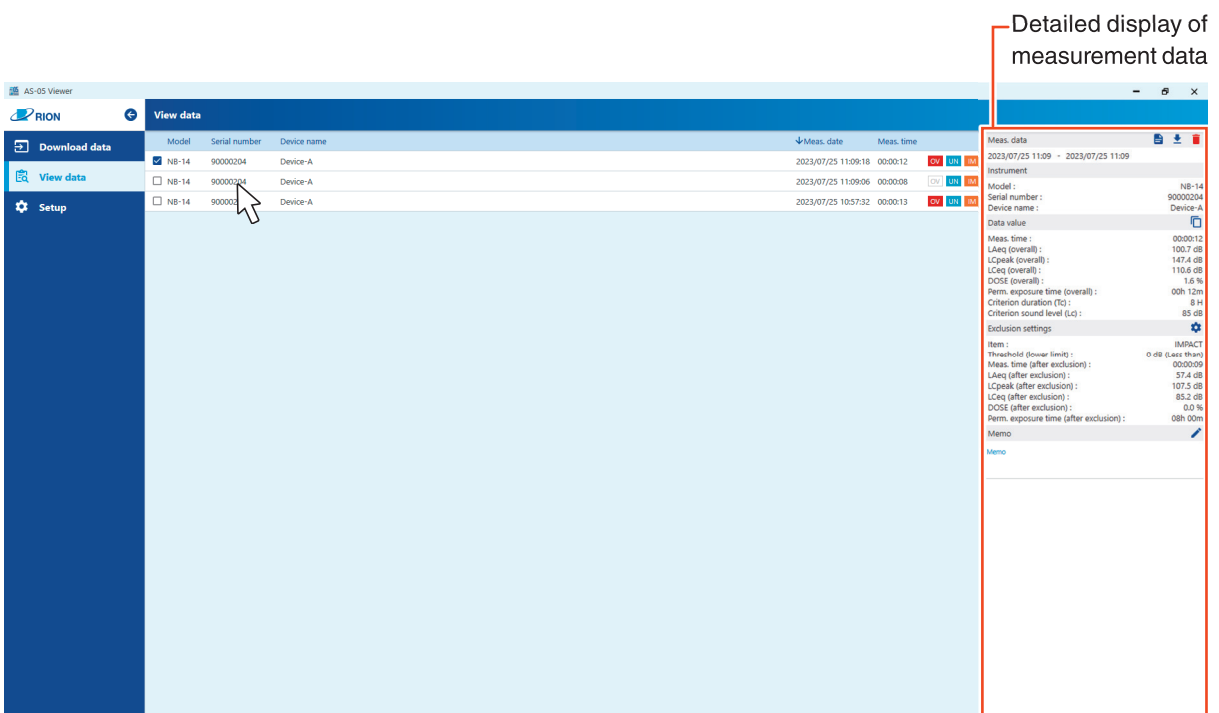 Detailed display of
measurement data
AS-05 Viewer
RION
View data
Download data
View data
Setup
Model Serial number Device name Meas. date Meas. time
NB-14 90000204 Device-A 2023/07/25 11:09:18 00:00:12 OV UN IM
NB-14 90000204 Device-A 2023/07/25 11:09:06 00:00:08 OV UN IM
NB-14 Device-A 2023/07/25 10:57:32 00:00:13 OV UN IM
Meas. data
2023/07/25 11:09 - 2023/07/25 11:09
Instrument
Model : NB-14
Serial number : 90000204
Device name : Device-A
Data value
Meas. time : 00:00:12
LAeq (overall) : 100.7 dB
LCpeak (overall) : 147.4 dB
LCeq (overall) : 110.6 dB
DOSE (overall) : 1.6 %
Perm. exposure time (overall) : 00h 12m
Criterion duration (Tc) : 8 H
Criterion sound level (Lc) : 85 dB
Exclusion settings
Item : IMPACT
Threshold (lower limit) : 0 dB (Less than)
Meas. time (after exclusion) : 00:00:09
LAeq (after exclusion) : 57.4 dB
LCpeak (after exclusion) : 107.5 dB
LCeq (after exclusion) : 85.2 dB
DOSE (after exclusion) : 0.0 %
Perm. exposure time (after exclusion) : 08h 00m
Memo
Memo